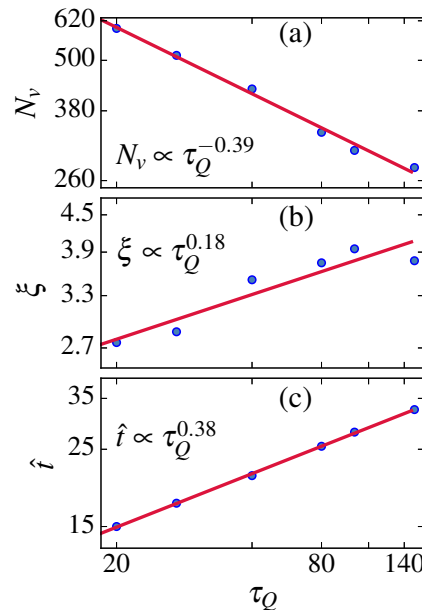 620
(a)
500
N_v
380
N_v ∝ τ_Q^{−0.39}
260
4.5
(b)
3.9
ξ ∝ τ_Q^{0.18}
ξ
3.3
2.7
35
(c)
t̂ ∝ τ_Q^{0.38}
25
t̂
15
20 80 140
τ_Q